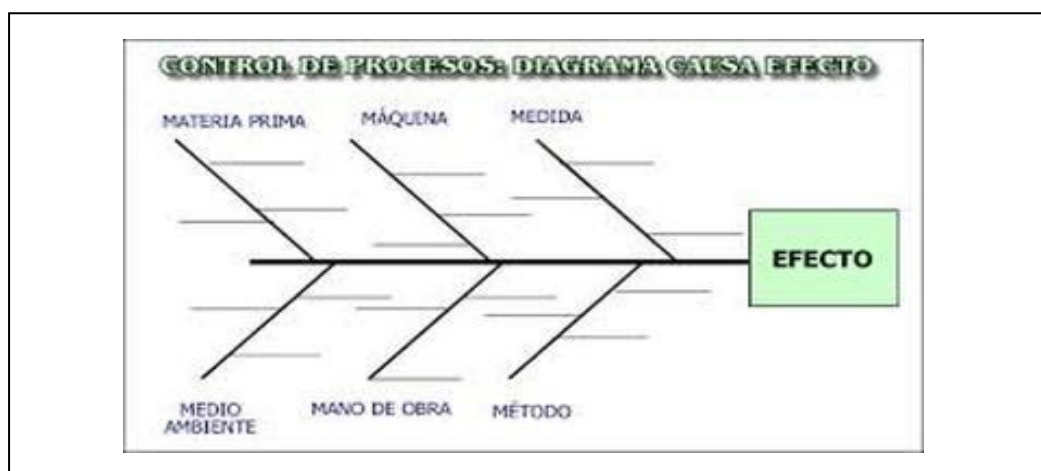 CONTROL DE PROCESOS: DIAGRAMA CAUSA EFECTO
MATERIA PRIMA
MÁQUINA
MEDIDA
EFECTO
MEDIO
AMBIENTE
MANO DE OBRA
MÉTODO